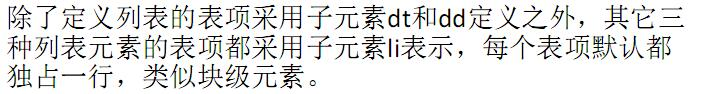 除了定义列表的表项采用子元素dt和dd定义之外，其它三
种列表元素的表项都采用子元素li表示，每个表项默认都
独占一行，类似块级元素。